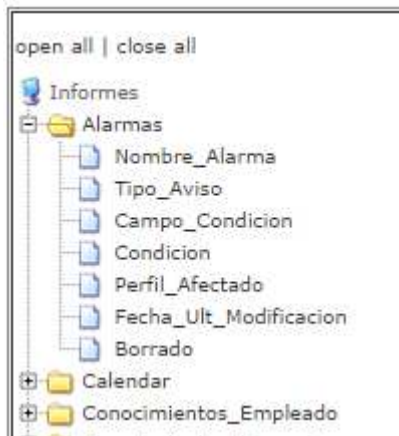 open all | close all
Informes
Alarmas
Nombre_Alarma
Tipo_Aviso
Campo_Condicion
Condicion
Perfil_Afectado
Fecha_Ult_Modificacion
Borrado
Calendar
Conocimientos_Empleado